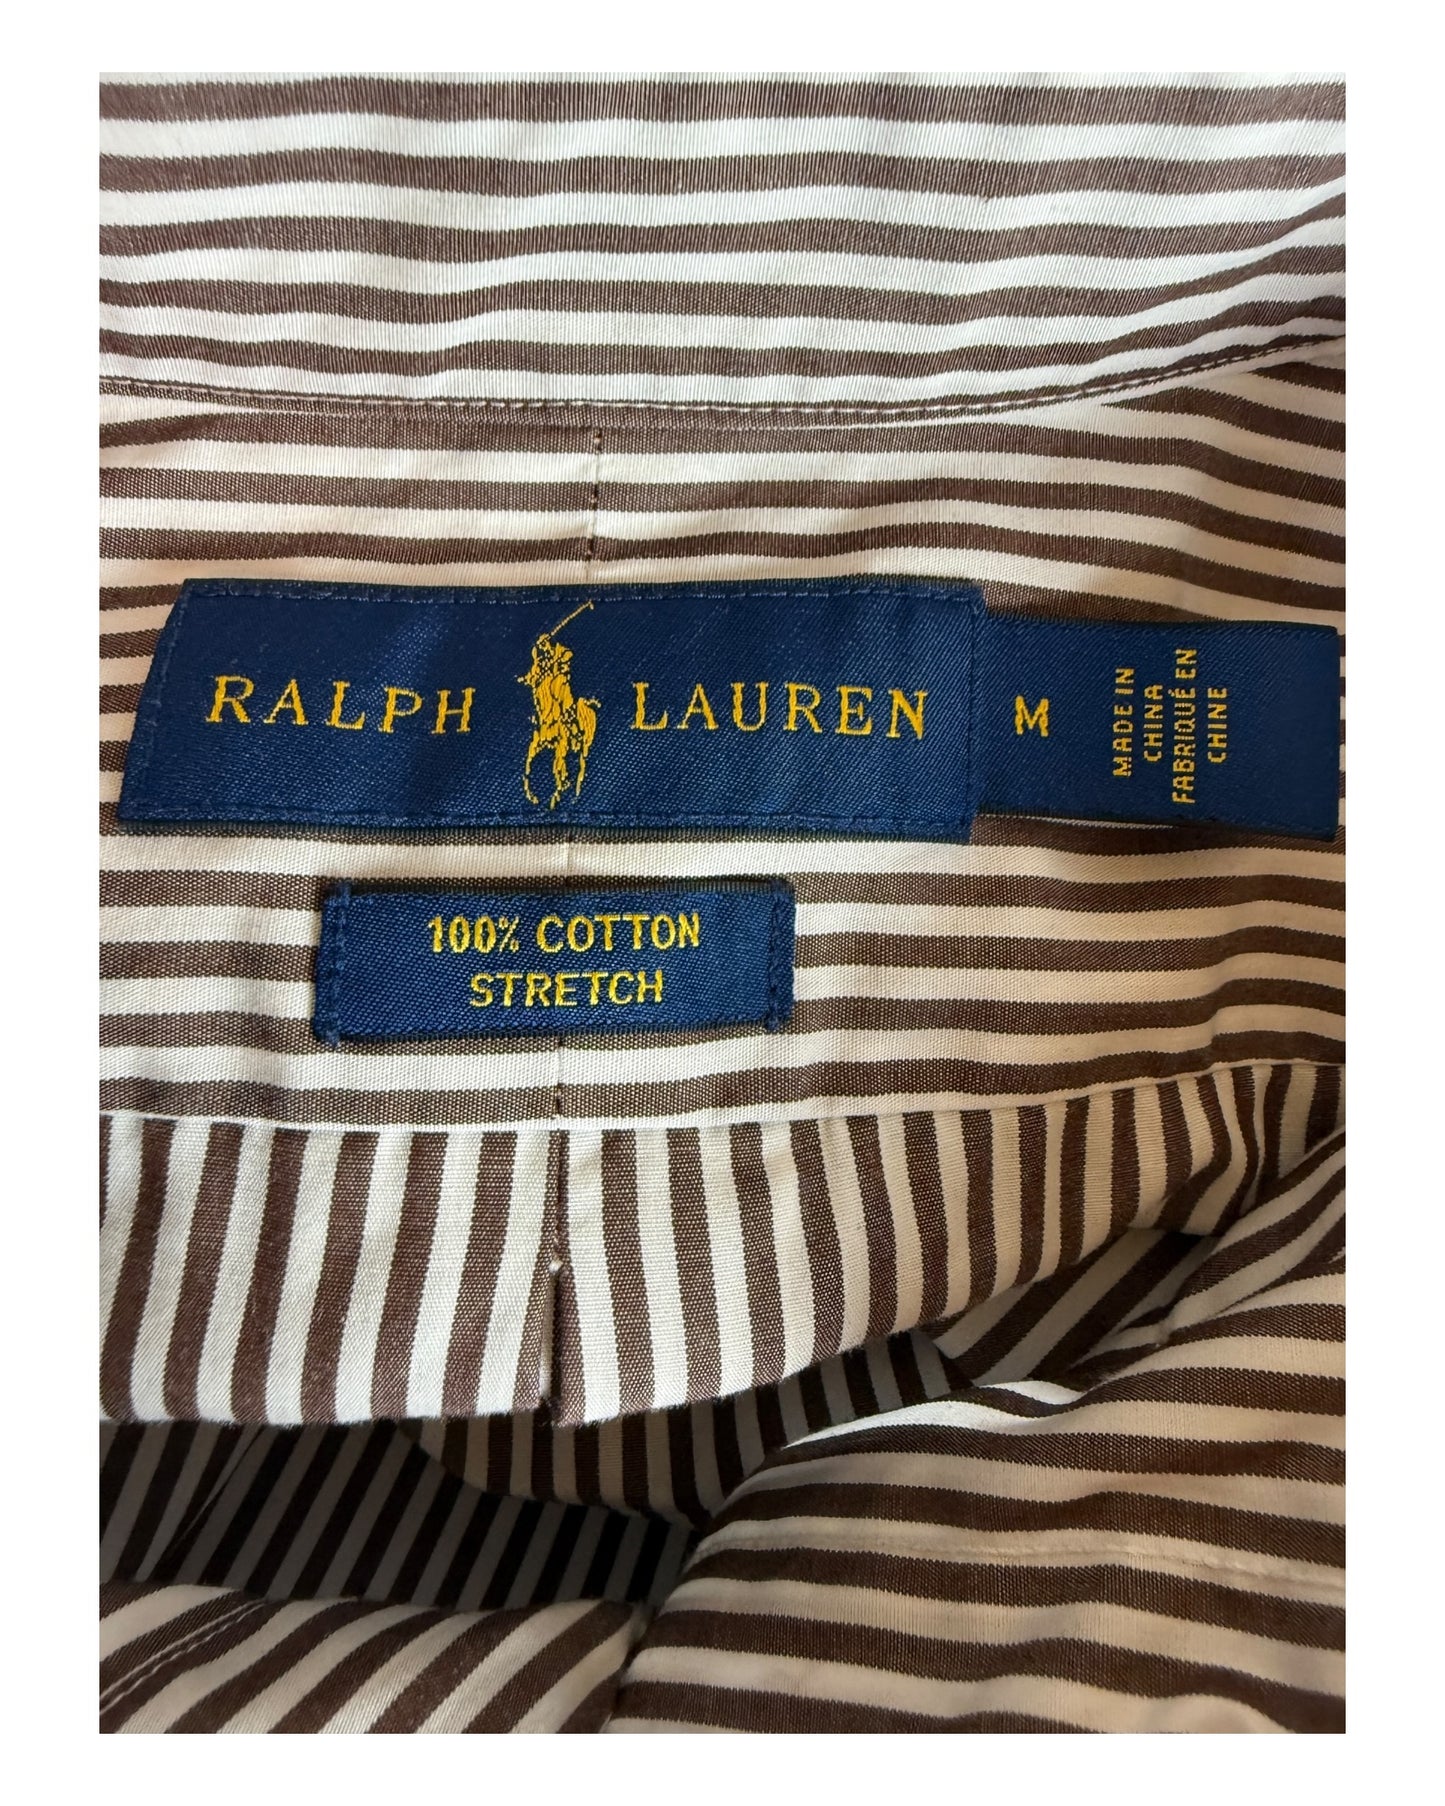 RALPH LAUREN
M
MADE IN
CHINA
FABRIQUÉ EN
CHINE
100% COTTON
STRETCH